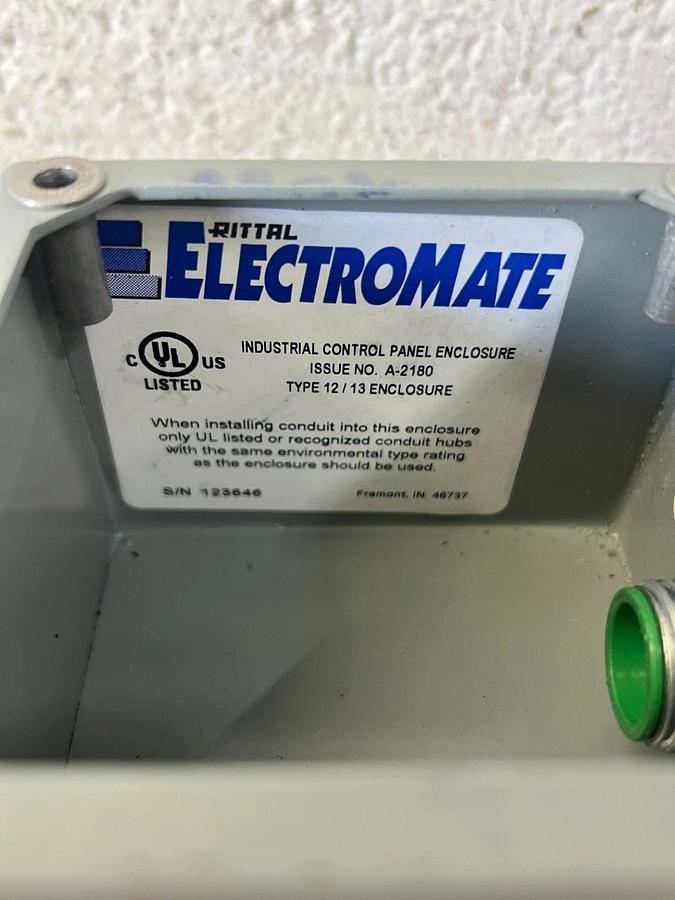 RITTAL
ELECTROMATE
C UL US
LISTED
INDUSTRIAL CONTROL PANEL ENCLOSURE
ISSUE NO. A-2180
TYPE 12 / 13 ENCLOSURE
When installing conduit into this enclosure
only UL listed or recognized conduit hubs
with the same environmental type rating
as the enclosure should be used.
S/N 123646 Fremont, IN 46737